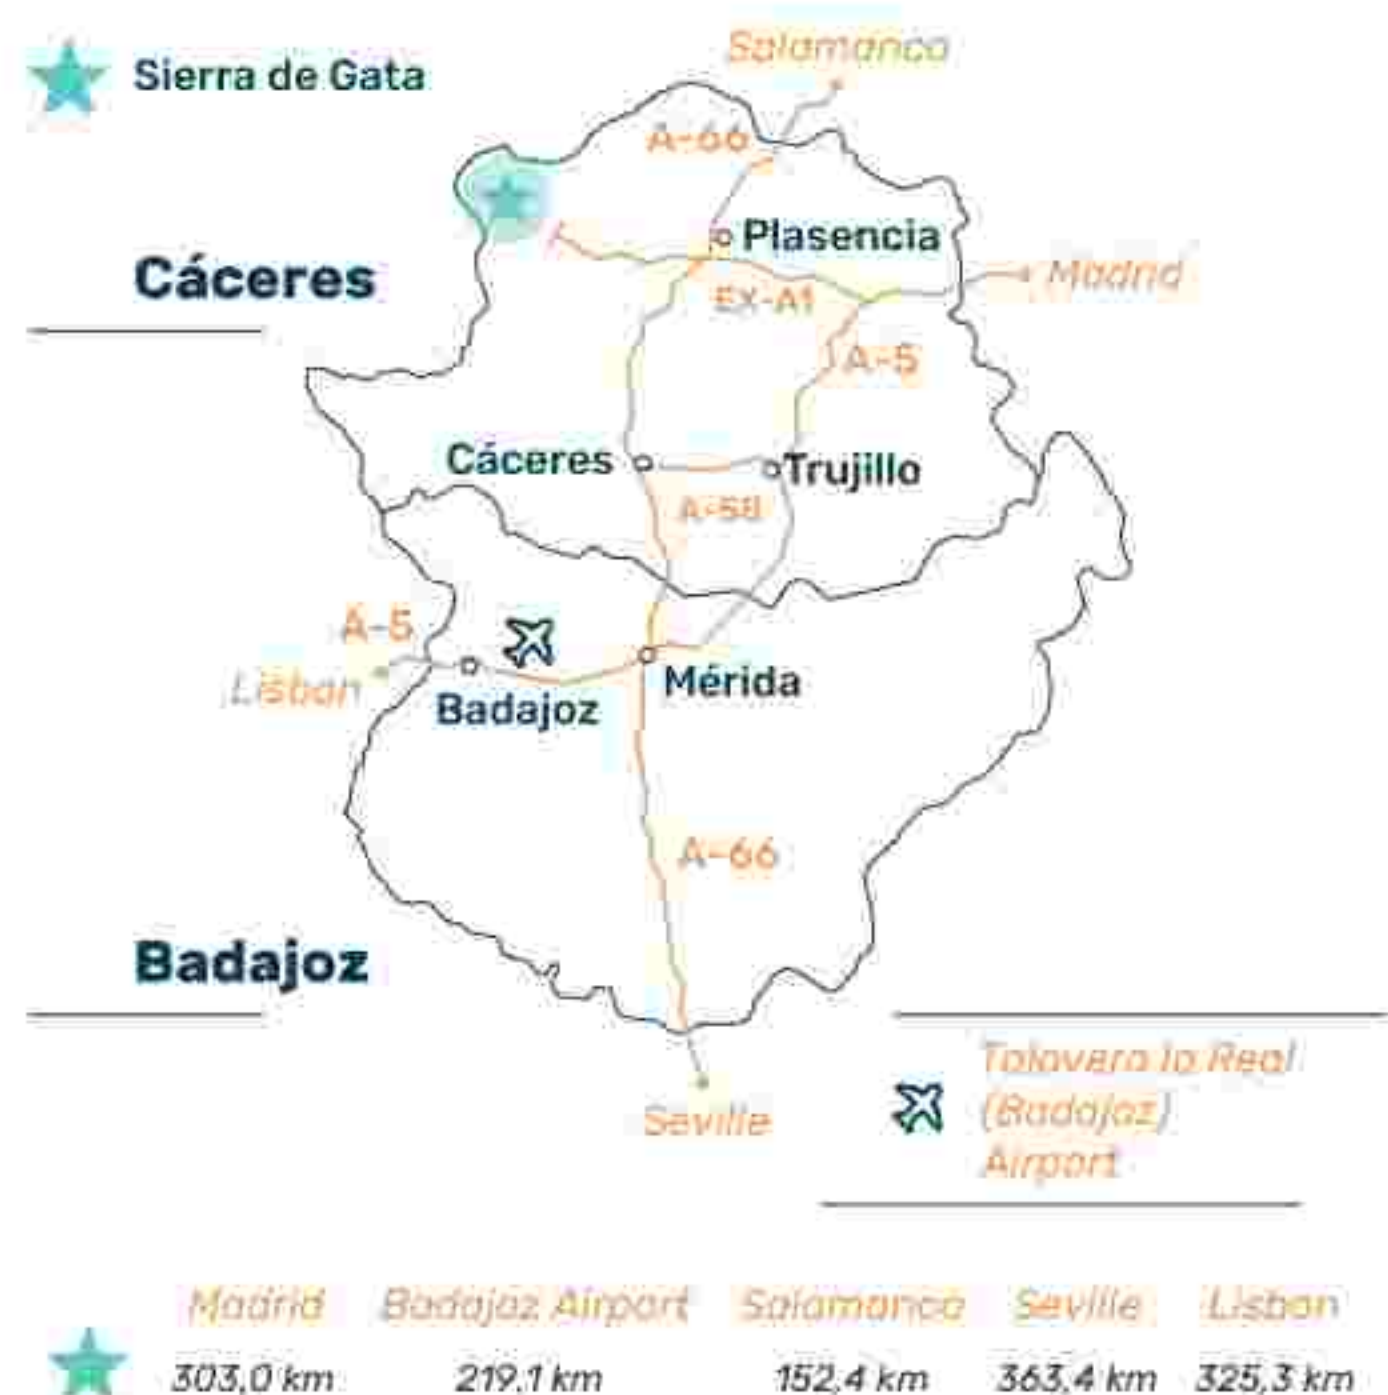 Sierra de Gata
Salamanca
A-66
Plasencia
Cáceres
Madrid
EX-A1
A-5
Cáceres
Trujillo
A-58
A-5
Lisbon
Badajoz
Mérida
A-66
Badajoz
Seville
Talavera la Real
(Badajoz)
Airport
Madrid Badajoz Airport Salamanca Seville Lisbon
303,0 km 219,1 km 152,4 km 363,4 km 325,3 km